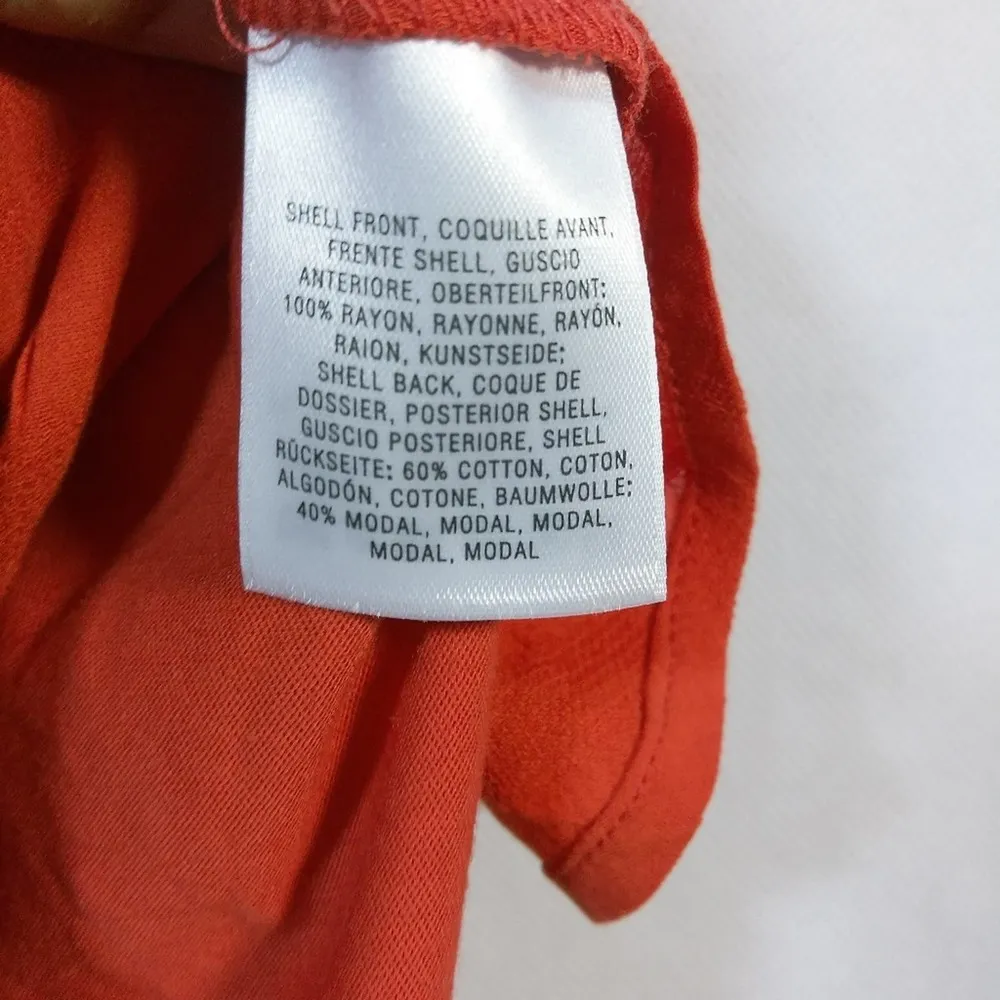 SHELL FRONT, COQUILLE AVANT,
FRENTE SHELL, GUSCIO
ANTERIORE, OBERTEILFRONT:
100% RAYON, RAYONNE, RAYÓN,
RAION, KUNSTSEIDE;
SHELL BACK, COQUE DE
DOSSIER, POSTERIOR SHELL,
GUSCIO POSTERIORE, SHELL
RÜCKSEITE: 60% COTTON, COTON,
ALGODÓN, COTONE, BAUMWOLLE;
40% MODAL, MODAL, MODAL,
MODAL, MODAL